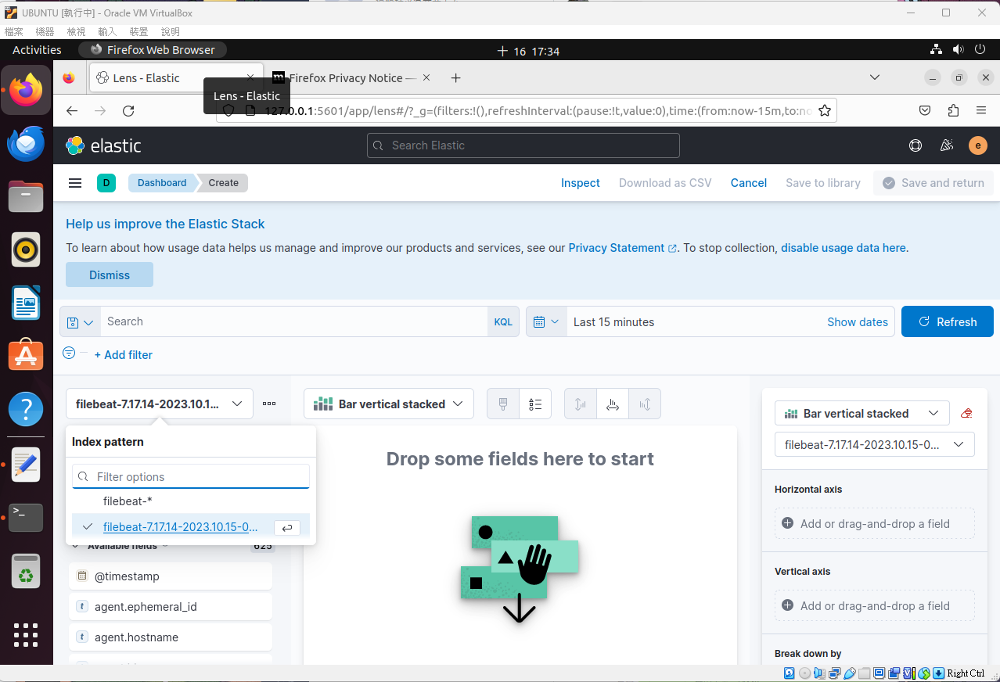 UBUNTU [執行中] - Oracle VM VirtualBox
檔案 機器 檢視 輸入 裝置 說明
Activities Firefox Web Browser 16 17:34
Lens - Elastic Firefox Privacy Notice —
Lens - Elastic
127.0.0.1:5601/app/lens#/?_g=(filters:!(),refreshInterval:(pause:!t,value:0),time:(from:now-15m,to:no
elastic Search Elastic e
D Dashboard Create Inspect Download as CSV Cancel Save to library Save and return
Help us improve the Elastic Stack
To learn about how usage data helps us manage and improve our products and services, see our Privacy Statement. To stop collection, disable usage data here.
Dismiss
Search KQL Last 15 minutes Show dates Refresh
+ Add filter
filebeat-7.17.14-2023.10.1... Bar vertical stacked
Bar vertical stacked
filebeat-7.17.14-2023.10.15-0...
Index pattern
Filter options
filebeat-*
filebeat-7.17.14-2023.10.15-0...
Available fields 625
@timestamp
t agent.ephemeral_id
t agent.hostname
Drop some fields here to start
Horizontal axis
Add or drag-and-drop a field
Vertical axis
Add or drag-and-drop a field
Break down by
Right Ctrl